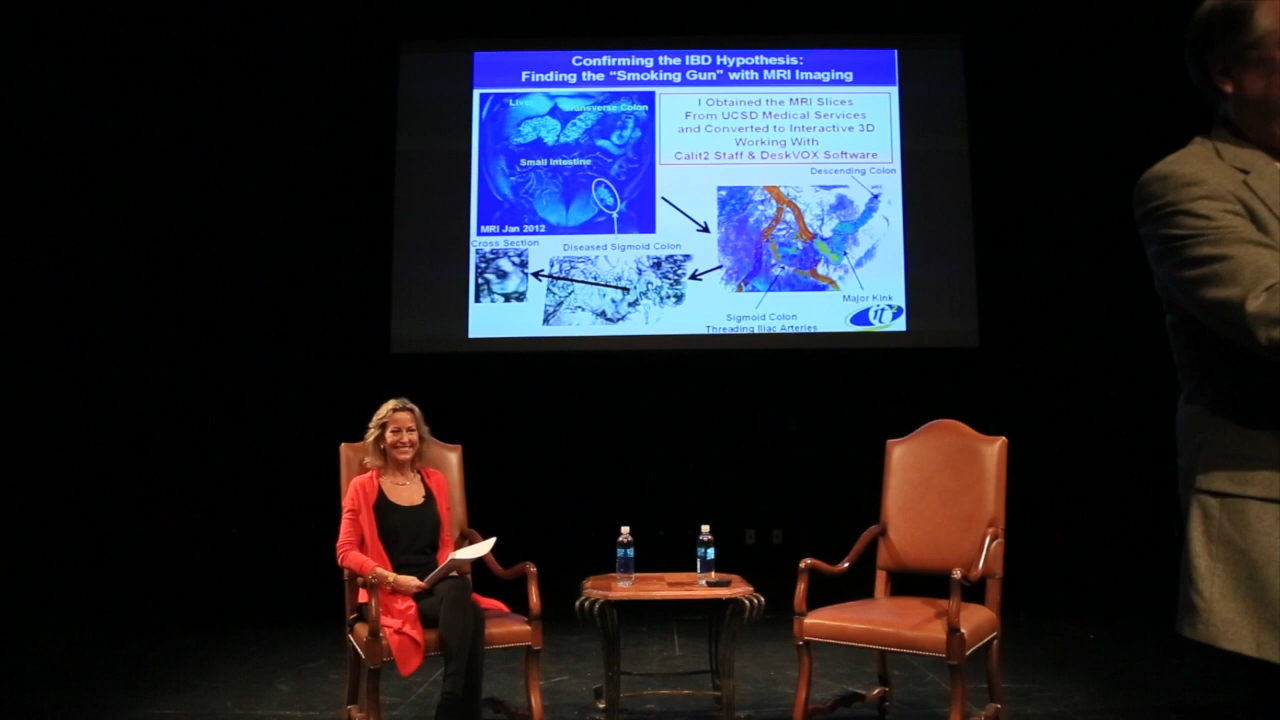 Confirming the IBD Hypothesis:
Finding the "Smoking Gun" with MRI Imaging
Liver
Transverse Colon
I Obtained the MRI Slices
From UCSD Medical Services
and Converted to Interactive 3D
Working With
Calit2 Staff & DeskVOX Software
Small Intestine
Descending Colon
MRI Jan 2012
Cross Section
Diseased Sigmoid Colon
Major Kink
Sigmoid Colon
Threading Iliac Arteries
it2